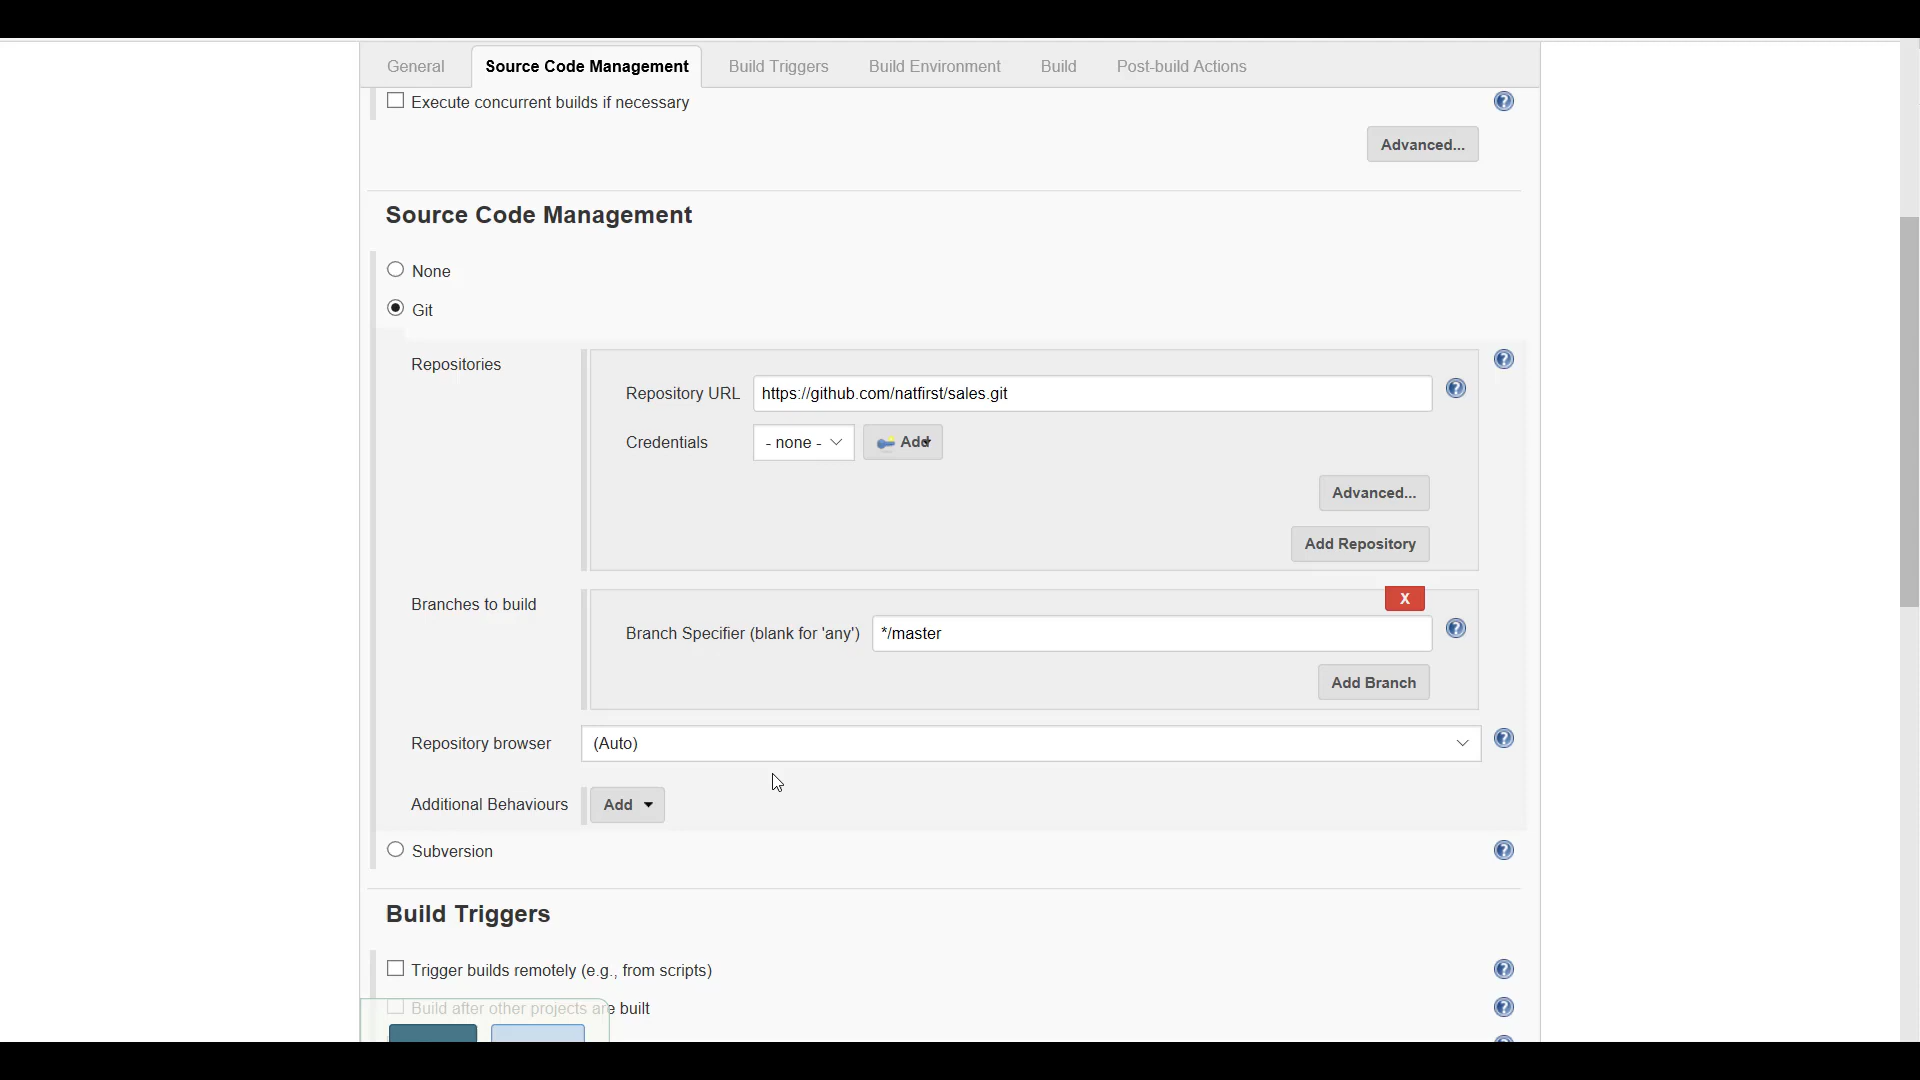 General Source Code Management Build Triggers Build Environment Build Post-build Actions
Execute concurrent builds if necessary
Advanced...
Source Code Management
None
Git
Repositories
Repository URL https://github.com/natfirst/sales.git
Credentials - none - Add
Advanced...
Add Repository
X
Branches to build
Branch Specifier (blank for 'any') */master
Add Branch
Repository browser (Auto)
Additional Behaviours Add
Subversion
Build Triggers
Trigger builds remotely (e.g., from scripts)
Build after other projects are built